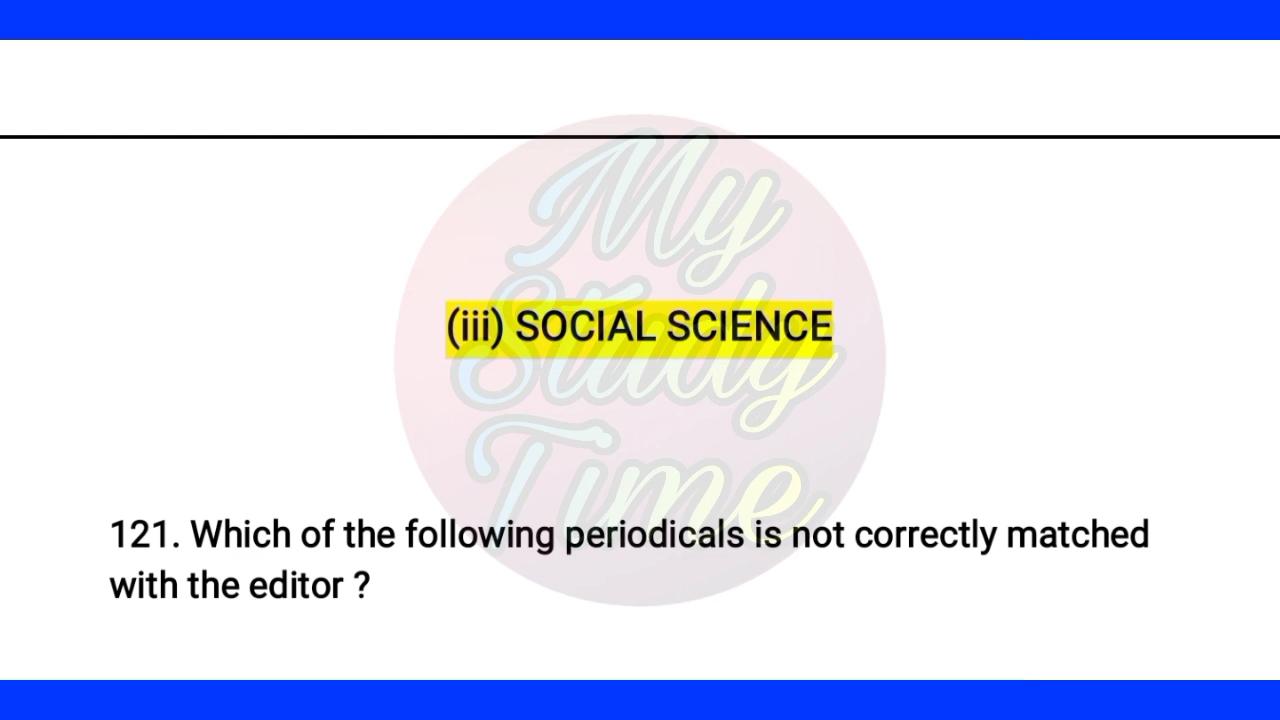 My
Study
Time
(iii) SOCIAL SCIENCE
121. Which of the following periodicals is not correctly matched
with the editor ?